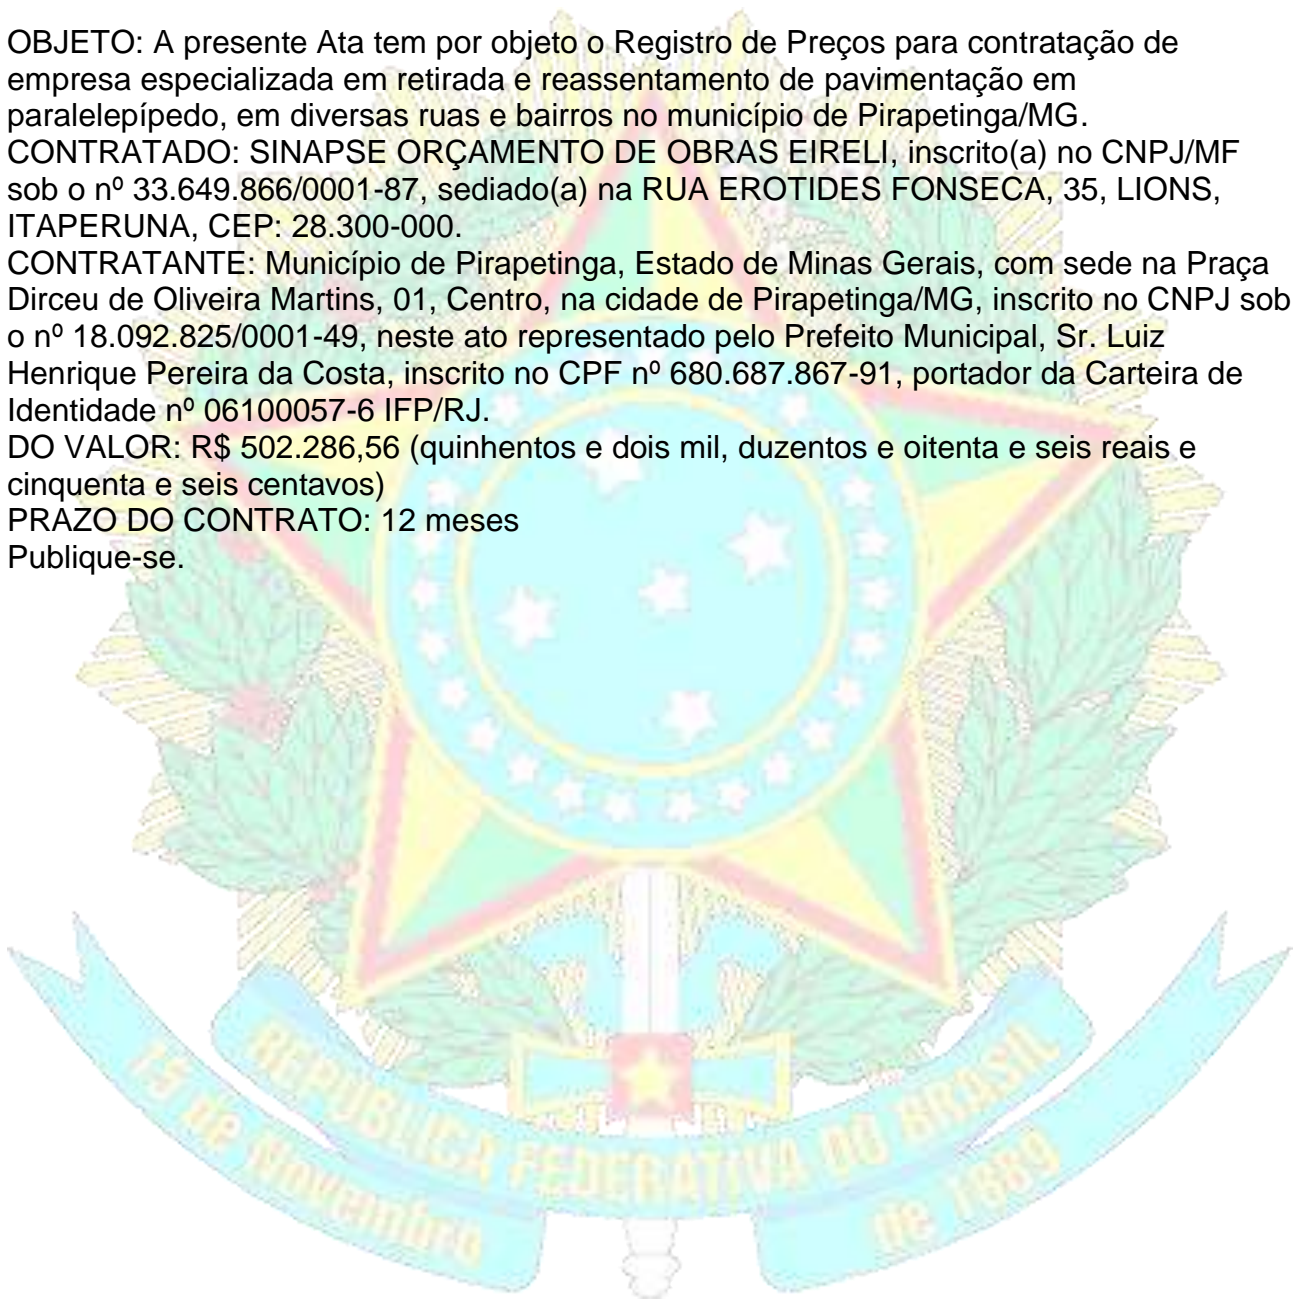 OBJETO: A presente Ata tem por objeto o Registro de Preços para contratação de
empresa especializada em retirada e reassentamento de pavimentação em
paralelepípedo, em diversas ruas e bairros no município de Pirapetinga/MG.
CONTRATADO: SINAPSE ORÇAMENTO DE OBRAS EIRELI, inscrito(a) no CNPJ/MF
sob o nº 33.649.866/0001-87, sediado(a) na RUA EROTIDES FONSECA, 35, LIONS,
ITAPERUNA, CEP: 28.300-000.
CONTRATANTE: Município de Pirapetinga, Estado de Minas Gerais, com sede na Praça
Dirceu de Oliveira Martins, 01, Centro, na cidade de Pirapetinga/MG, inscrito no CNPJ sob
o nº 18.092.825/0001-49, neste ato representado pelo Prefeito Municipal, Sr. Luiz
Henrique Pereira da Costa, inscrito no CPF nº 680.687.867-91, portador da Carteira de
Identidade nº 06100057-6 IFP/RJ.
DO VALOR: R$ 502.286,56 (quinhentos e dois mil, duzentos e oitenta e seis reais e
cinquenta e seis centavos)
PRAZO DO CONTRATO: 12 meses
Publique-se.
REPÚBLICA FEDERATIVA DO BRASIL
15 de Novembro de 1889